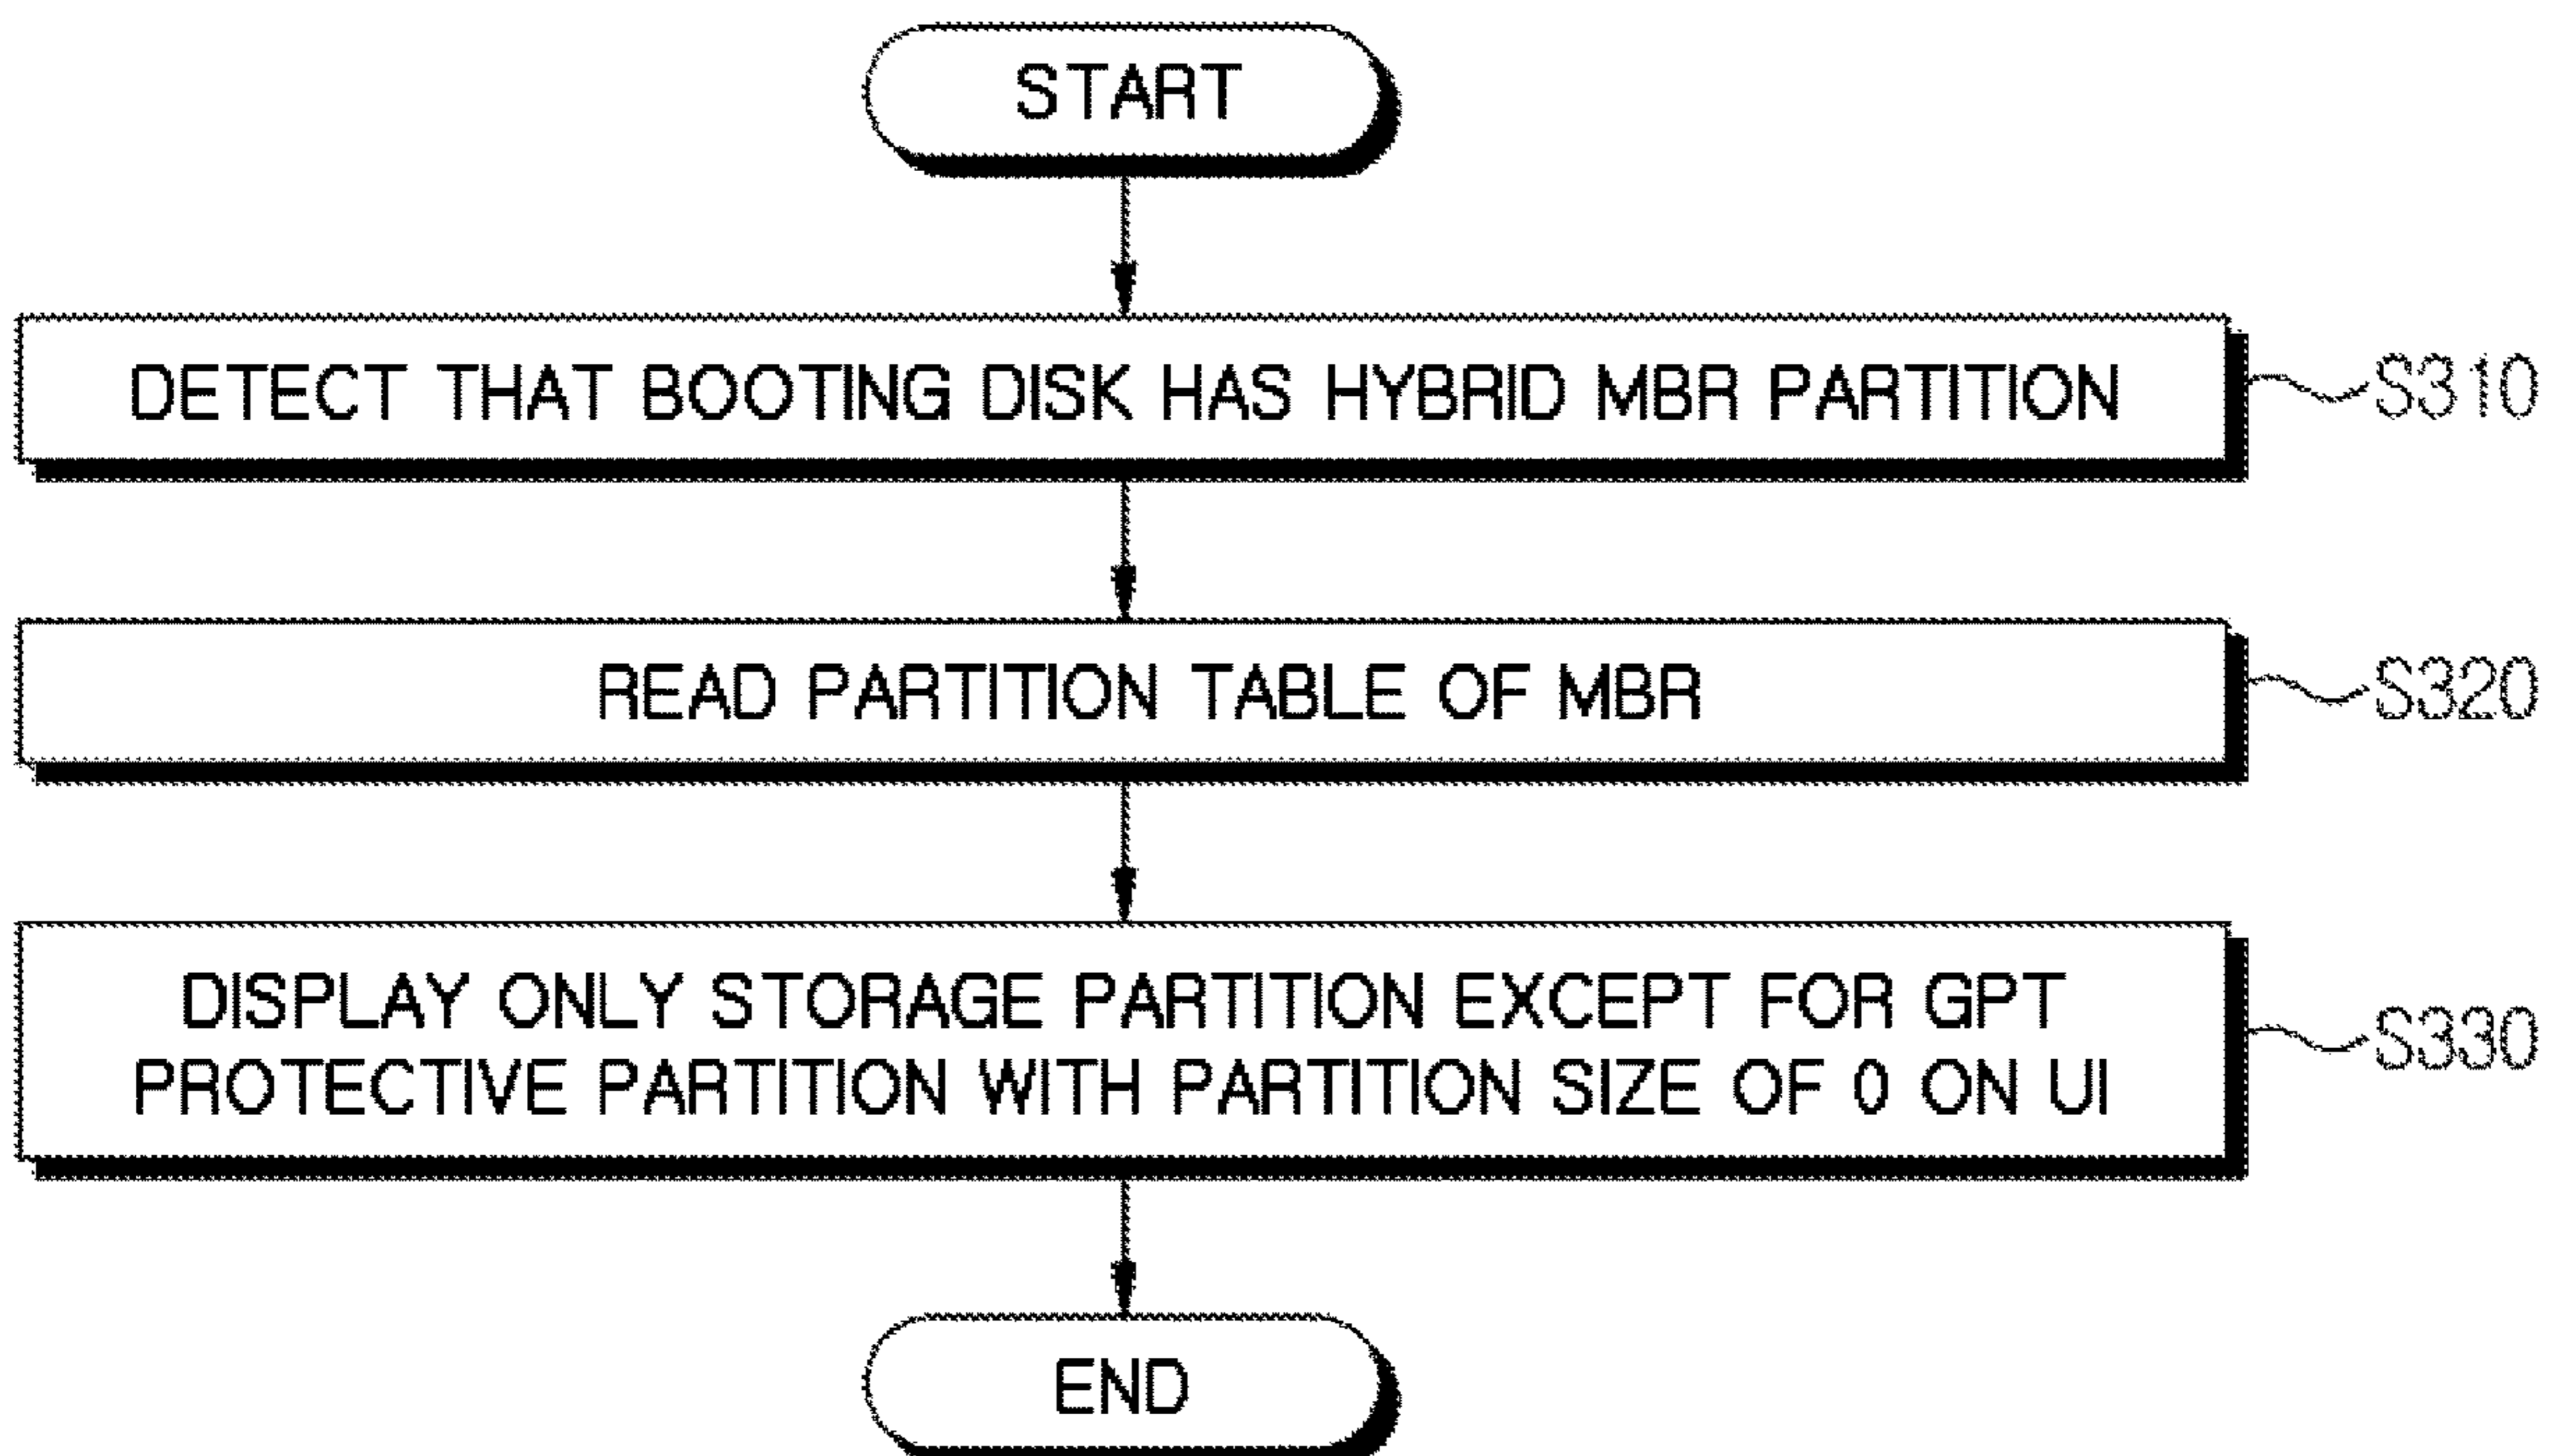 START
DETECT THAT BOOTING DISK HAS HYBRID MBR PARTITION
S310
READ PARTITION TABLE OF MBR
S320
DISPLAY ONLY STORAGE PARTITION EXCEPT FOR GPT
PROTECTIVE PARTITION WITH PARTITION SIZE OF 0 ON UI
S330
END